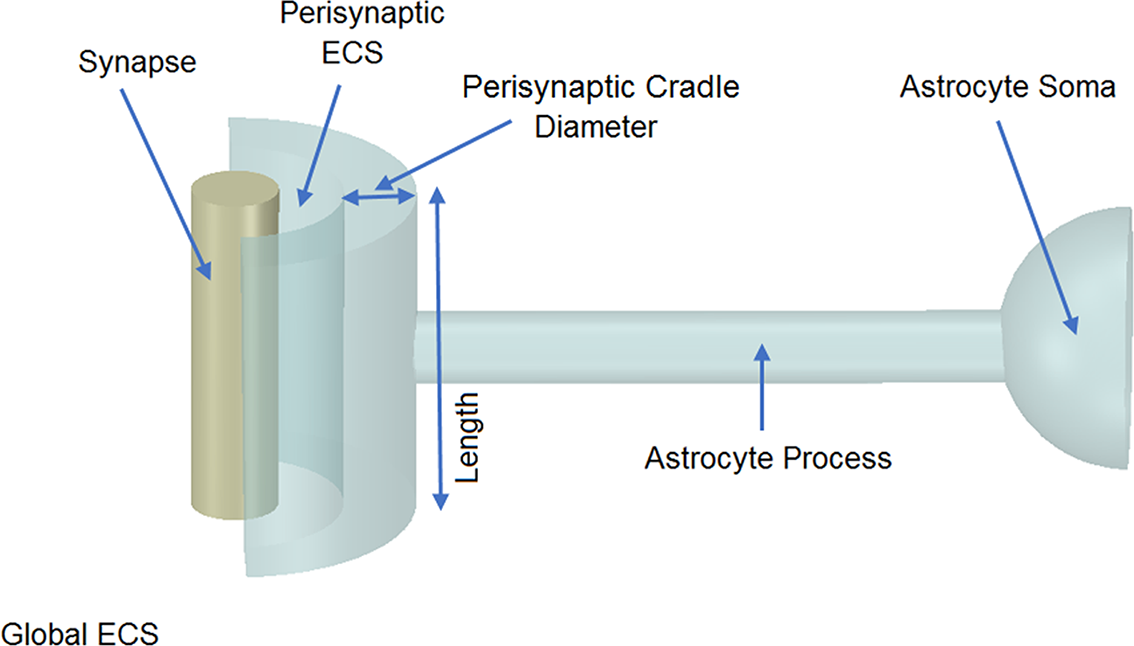 Perisynaptic
ECS
Synapse
Perisynaptic Cradle
Diameter
Astrocyte Soma
Length
Astrocyte Process
Global ECS